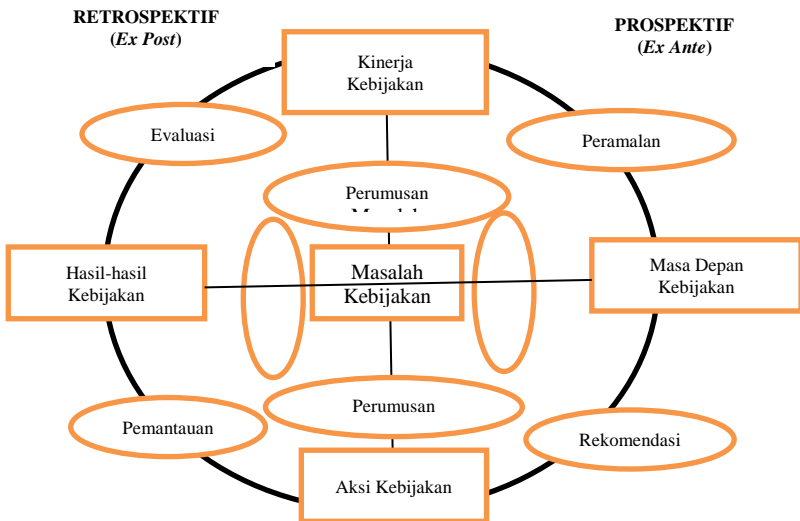 RETROSPEKTIF
(Ex Post)
PROSPEKTIF
(Ex Ante)
Kinerja
Kebijakan
Evaluasi
Peramalan
Perumusan
Hasil-hasil
Kebijakan
Masalah
Kebijakan
Masa Depan
Kebijakan
Perumusan
Pemantauan
Rekomendasi
Aksi Kebijakan